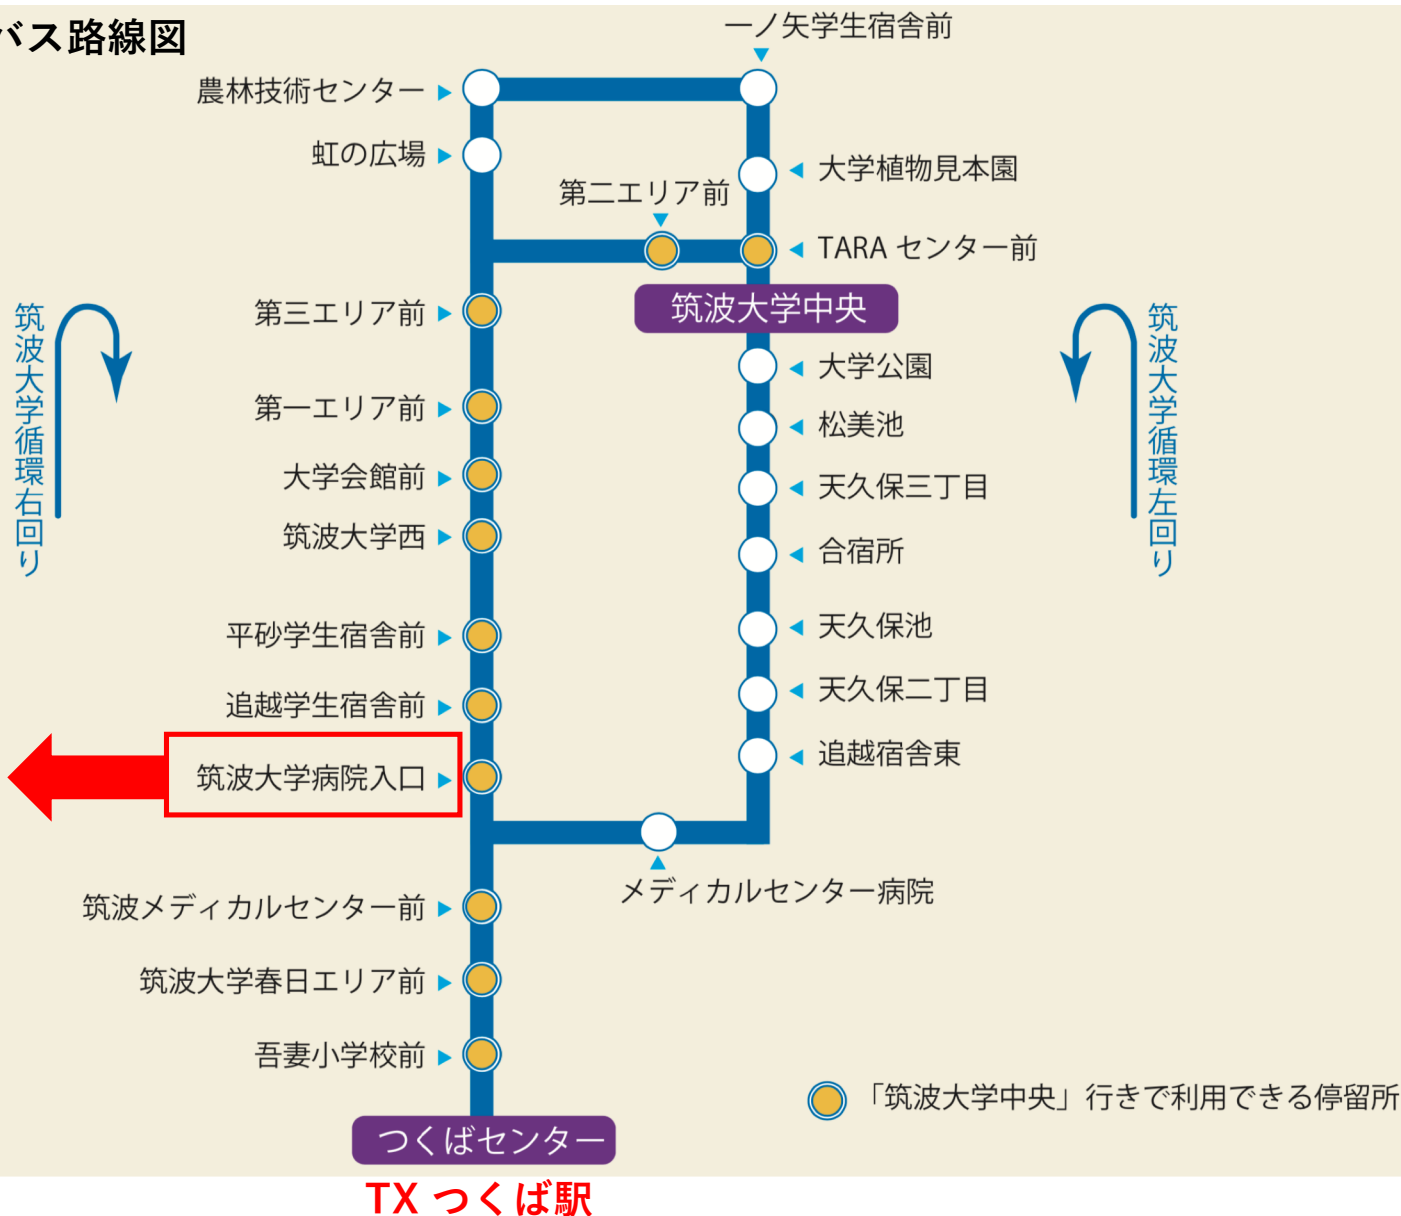 バス路線図
一ノ矢学生宿舎前
農林技術センター
虹の広場
大学植物見本園
第二エリア前
TARA センター前
筑波大学中央
第三エリア前
筑波大学循環右回り
筑波大学循環左回り
大学公園
第一エリア前
松美池
大学会館前
天久保三丁目
筑波大学西
合宿所
平砂学生宿舎前
天久保池
追越学生宿舎前
天久保二丁目
筑波大学病院入口
追越宿舎東
メディカルセンター病院
筑波メディカルセンター前
筑波大学春日エリア前
吾妻小学校前
「筑波大学中央」行きで利用できる停留所
つくばセンター
TX つくば駅